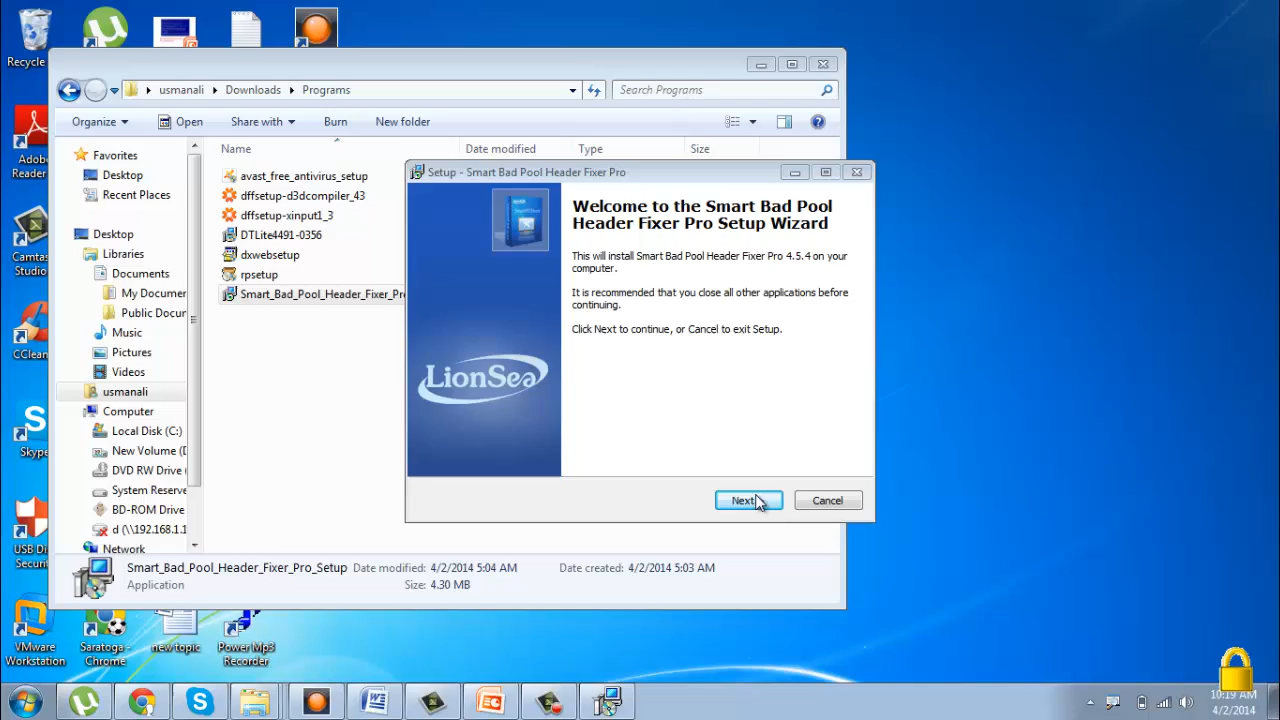 Recycle
usmanali Downloads Programs
Search Programs
Organize Open Share with Burn New folder
Name Date modified Type Size
Favorites
Desktop
Recent Places
Desktop
Libraries
Documents
My Documen
Public Docur
Music
Pictures
Videos
usmanali
Computer
Local Disk (C:)
New Volume (D
DVD RW Drive (
System Reserve
BD-ROM Drive
d (\\192.168.1.1
Network
avast_free_antivirus_setup
dffsetup-d3dcompiler_43
dffsetup-xinput1_3
DTLite4491-0356
dxwebsetup
rpsetup
Smart_Bad_Pool_Header_Fixer_Pr
Setup - Smart Bad Pool Header Fixer Pro
Welcome to the Smart Bad Pool
Header Fixer Pro Setup Wizard
This will install Smart Bad Pool Header Fixer Pro 4.5.4 on your
computer.
It is recommended that you close all other applications before
continuing.
Click Next to continue, or Cancel to exit Setup.
LionSea
Next
Cancel
Smart_Bad_Pool_Header_Fixer_Pro_Setup Date modified: 4/2/2014 5:04 AM Date created: 4/2/2014 5:03 AM
Application Size: 4.30 MB
Adobe
Reader
Camtas
Studio
CClean
Skype
USB Di
Securit
VMware
Workstation
Saratoga -
Chrome
new topic
Power Mp3
Recorder
10:19 AM
4/2/2014